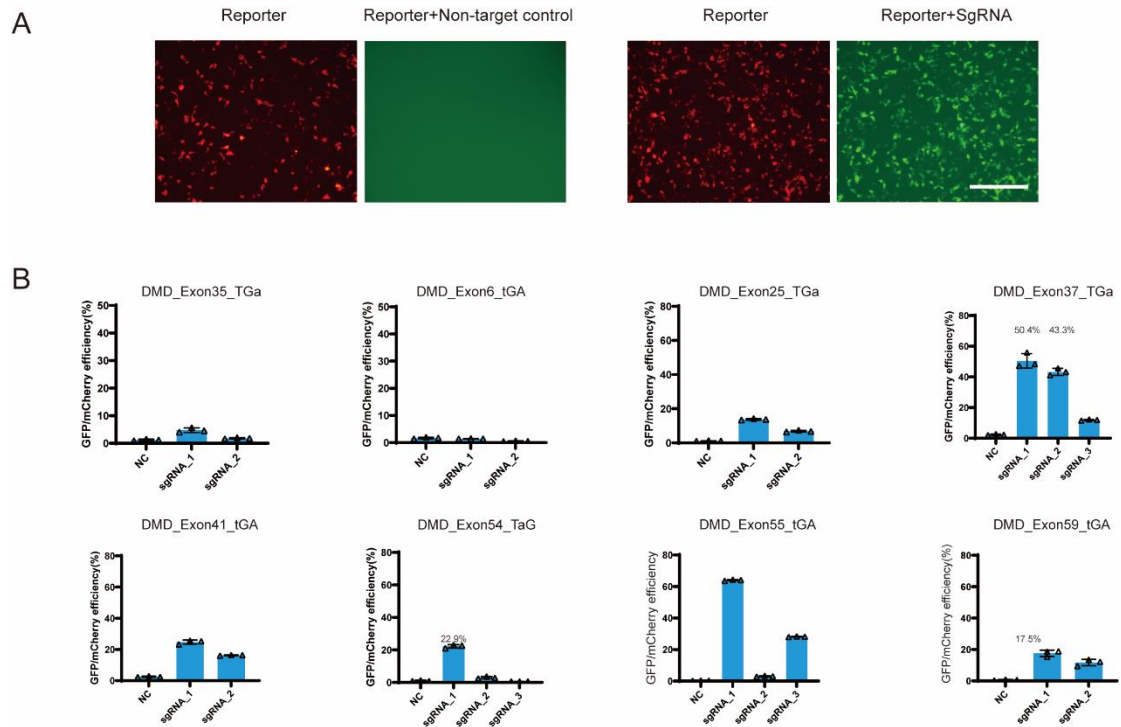 A
Reporter
Reporter+Non-target control
Reporter
Reporter+SgRNA
B
DMD_Exon35_TGa
GFP/mCherry efficiency(%)
50
40
30
20
10
0
NC
sgRNA_1
sgRNA_2
DMD_Exon6_tGA
GFP/mCherry efficiency(%)
50
40
30
20
10
0
NC
sgRNA_1
sgRNA_2
DMD_Exon25_TGa
GFP/mCherry efficiency(%)
80
60
40
20
0
NC
sgRNA_1
sgRNA_2
DMD_Exon37_TGa
GFP/mCherry efficiency(%)
80
60
40
20
0
50.4%
43.3%
NC
sgRNA_1
sgRNA_2
sgRNA_3
DMD_Exon41_tGA
GFP/mCherry efficiency(%)
80
60
40
20
0
NC
sgRNA_1
sgRNA_2
DMD_Exon54_TaG
GFP/mCherry efficiency(%)
80
60
40
20
0
22.9%
NC
sgRNA_1
sgRNA_2
sgRNA_3
DMD_Exon55_tGA
GFP/mCherry efficiency
80
60
40
20
0
NC
sgRNA_1
sgRNA_2
sgRNA_3
DMD_Exon59_tGA
GFP/mCherry efficiency
80
60
40
20
0
17.5%
NC
sgRNA_1
sgRNA_2